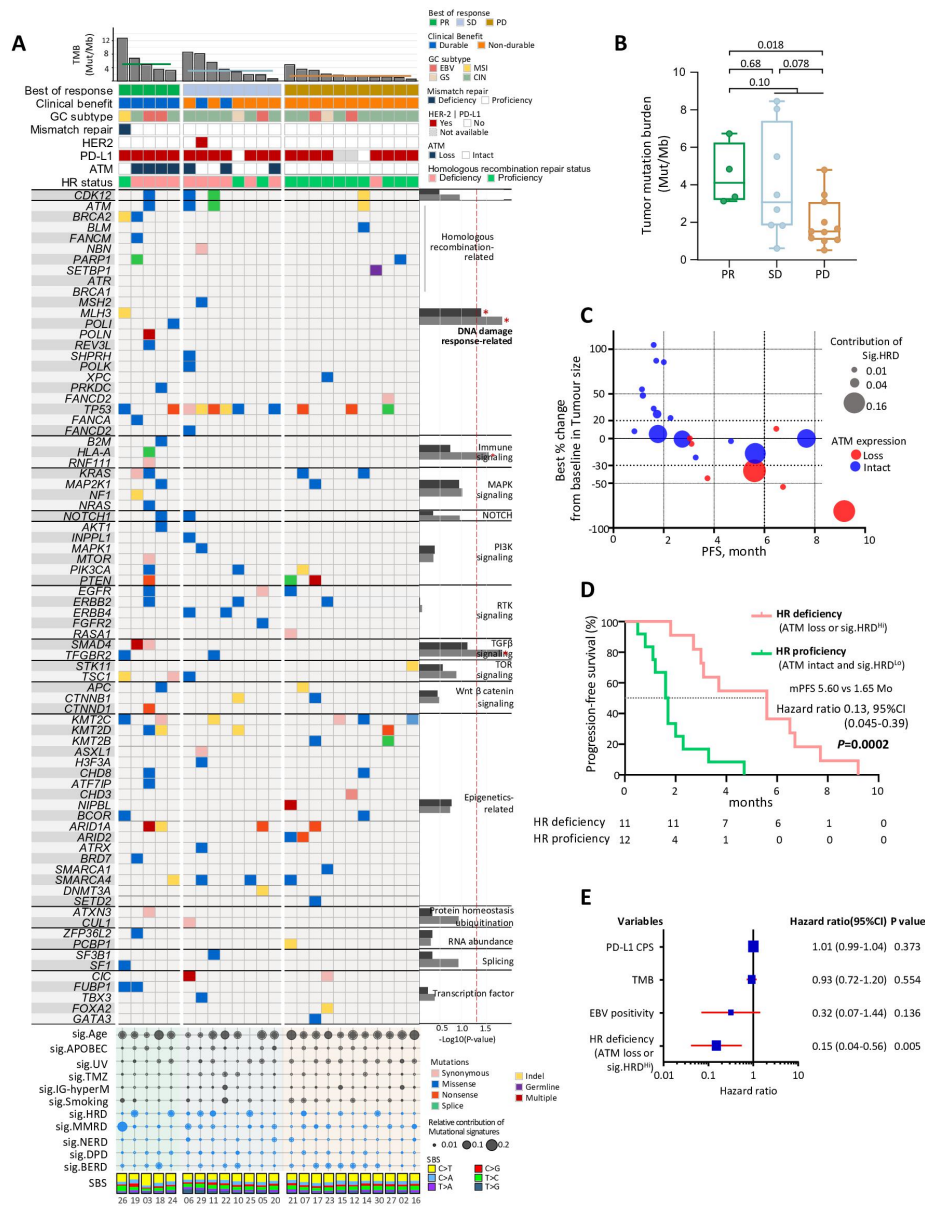 A
TMB
(Mut/Mb)
12
8
4
0
Best of response
PR SD PD
Clinical Benefit
Durable Non-durable
GC subtype
EBV MSI
GS CIN
Mismatch repair
Deficiency Proficiency
HER-2 | PD-L1
Yes No
Not available
ATM
Loss Intact
Homologous recombination repair status
Deficiency Proficiency
Best of response
Clinical benefit
GC subtype
Mismatch repair
HER2
PD-L1
ATM
HR status
CDK12
ATM
BRCA2
BLM
FANCM
NBN
PARP1
SETBP1
ATR
BRCA1
MSH2
MLH3
POLI
POLN
REV3L
SHPRH
POLK
XPC
PRKDC
FANCD2
TP53
FANCA
FANCD2
B2M
HLA-A
RNF111
KRAS
MAP2K1
NF1
NRAS
NOTCH1
AKT1
INPPL1
MAPK1
MTOR
PIK3CA
PTEN
EGFR
ERBB2
ERBB4
FGFR2
RASA1
SMAD4
TFGBR2
STK11
TSC1
APC
CTNNB1
CTNND1
KMT2C
KMT2D
KMT2B
ASXL1
H3F3A
CHD8
ATF7IP
CHD3
NIPBL
BCOR
ARID1A
ARID2
ATRX
BRD7
SMARCA1
SMARCA4
DNMT3A
SETD2
ATXN3
CUL1
ZFP36L2
PCBP1
SF3B1
SF1
CIC
FUBP1
TBX3
FOXA2
GATA3
Homologous
recombination-
related
*
*
DNA damage
response-related
Immune
signaling
MAPK
signaling
NOTCH
PI3K
signaling
RTK
signaling
TGFβ
signaling
TOR
signaling
Wnt β catenin
signaling
Epigenetics-
related
Protein homeostasis
ubiquitination
RNA abundance
Splicing
Transcription factor
0.5 1.0 1.5
-Log10(P-value)
sig.Age
sig.APOBEC
sig.UV
sig.TMZ
sig.IG-hyperM
sig.Smoking
sig.HRD
sig.MMRD
sig.NERD
sig.DPD
sig.BERD
SBS
26 19 03 18 24 06 29 11 22 10 25 05 20 21 07 17 23 15 12 14 30 27 02 16
Mutations
Synonymous
Missense
Nonsense
Splice
Indel
Germline
Multiple
Relative contribution of
Mutational signatures
0.01 0.1 0.2
SBS
C>T C>G
C>A T>C
T>A T>G
B
0.018
0.68 0.078
0.10
Tumor mutation burden
(Mut/Mb)
10
8
6
4
2
0
PR SD PD
C
Best % change
from baseline in Tumour size
100
50
20
0
-30
-50
-100
0 2 4 6 8 10
PFS, month
Contribution of
Sig.HRD
0.01
0.04
0.16
ATM expression
Loss
Intact
D
Progression-free survival (%)
100
80
60
40
20
0
0 2 4 6 8 10
months
HR deficiency
(ATM loss or sig.HRDHi)
HR proficiency
(ATM intact and sig.HRDLo)
mPFS 5.60 vs 1.65 Mo
Hazard ratio 0.13, 95%CI
(0.045-0.39)
P=0.0002
HR deficiency 11 11 7 6 1 0
HR proficiency 12 4 1 0 0 0
E
Variables Hazard ratio(95%CI) P value
PD-L1 CPS 1.01 (0.99-1.04) 0.373
TMB 0.93 (0.72-1.20) 0.554
EBV positivity 0.32 (0.07-1.44) 0.136
HR deficiency
(ATM loss or
sig.HRDHi)
0.15 (0.04-0.56) 0.005
0.01 0.1 1 10
Hazard ratio